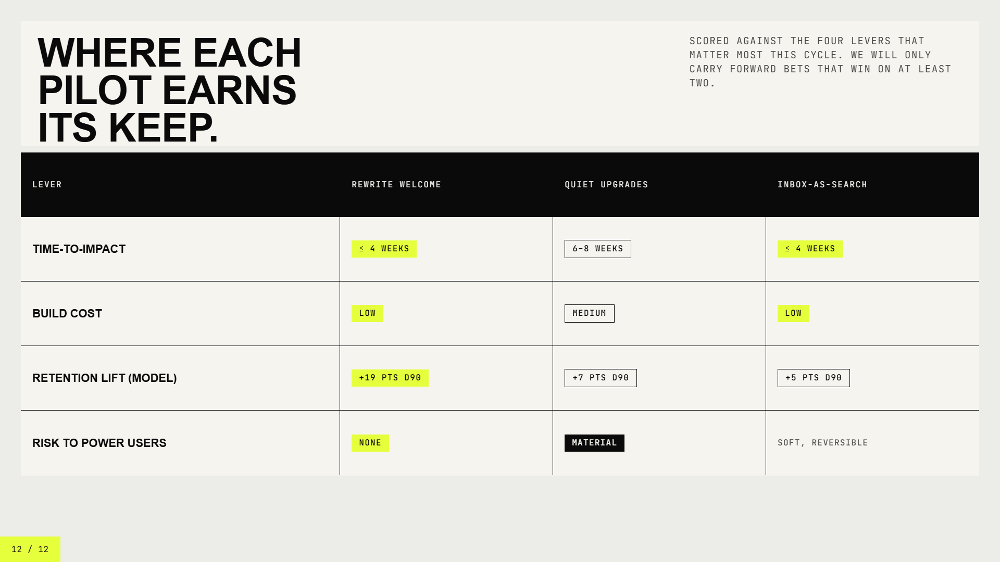 WHERE EACH
PILOT EARNS
ITS KEEP.
SCORED AGAINST THE FOUR LEVERS THAT
MATTER MOST THIS CYCLE. WE WILL ONLY
CARRY FORWARD BETS THAT WIN ON AT LEAST
TWO.
LEVER REWRITE WELCOME QUIET UPGRADES INBOX-AS-SEARCH
TIME-TO-IMPACT ≤ 4 WEEKS 6–8 WEEKS ≤ 4 WEEKS
BUILD COST LOW MEDIUM LOW
RETENTION LIFT (MODEL) +19 PTS D90 +7 PTS D90 +5 PTS D90
RISK TO POWER USERS NONE MATERIAL SOFT, REVERSIBLE
12 / 12